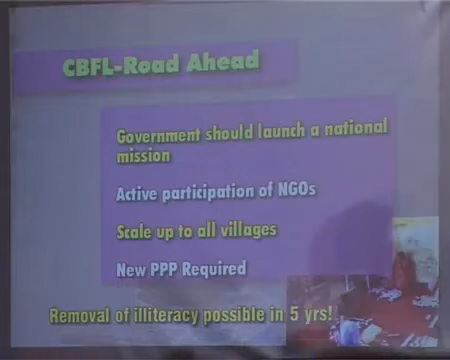 CBFL-Road Ahead
Government should launch a national
mission
Active participation of NGOs
Scale up to all villages
New PPP Required
Removal of illiteracy possible in 5 yrs!